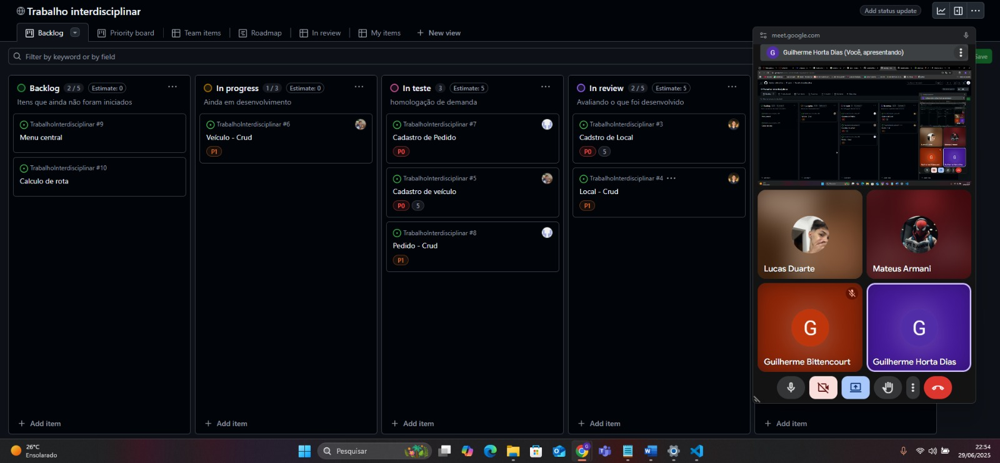 Trabalho interdisciplinar
Add status update
Backlog
Priority board
Team items
Roadmap
In review
My items
New view
Filter by keyword or by field
Save
Backlog 2 / 5 Estimate: 0
Itens que ainda não foram iniciados
TrabalhoInterdisciplinar #9
Menu central
TrabalhoInterdisciplinar #10
Calculo de rota
Add item
In progress 1 / 3 Estimate: 0
Ainda em desenvolvimento
TrabalhoInterdisciplinar #6
Veículo - Crud
P1
Add item
In teste 3 Estimate: 5
homologação de demanda
TrabalhoInterdisciplinar #7
Cadastro de Pedido
P0
TrabalhoInterdisciplinar #5
Cadastro de veículo
P0 5
TrabalhoInterdisciplinar #8
Pedido - Crud
P1
Add item
In review 2 / 5 Estimate: 5
Avaliando o que foi desenvolvido
TrabalhoInterdisciplinar #3
Cadstro de Local
P0 5
TrabalhoInterdisciplinar #4
Local - Crud
P1
Add item
Add item
meet.google.com
G Guilherme Horta Dias (Você, apresentando)
Lucas Duarte
Mateus Armani
G
Guilherme Bittencourt
G
Guilherme Horta Dias
26°C
Ensolarado
Pesquisar
22:54
29/06/2025